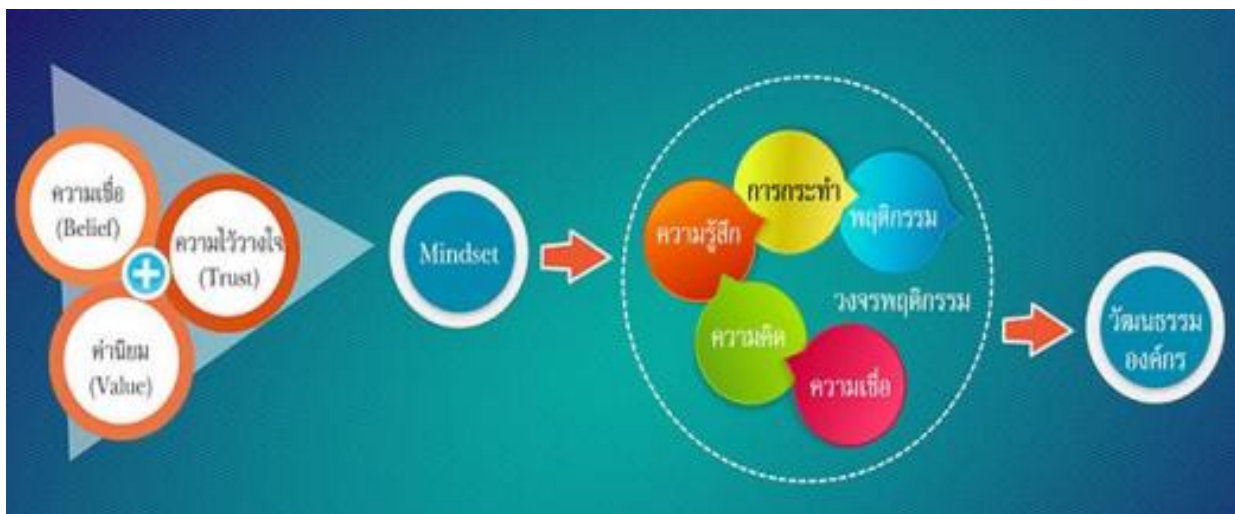 ความเชื่อ
(Belief)
ความไว้วางใจ
(Trust)
ค่านิยม
(Value)
Mindset
การกระทำ
พฤติกรรม
ความรู้สึก
วงจรพฤติกรรม
ความคิด
ความเชื่อ
วัฒนธรรม
องค์กร